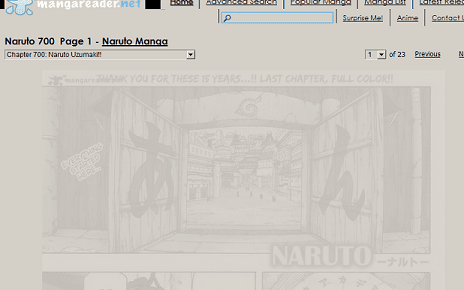 mangareader.net
Home Advanced Search Popular Manga Manga List Latest Rel
Surprise Me! Anime Contact U
Naruto 700 Page 1 - Naruto Manga
Chapter 700: Naruto Uzumaki!!
1 of 23 Previous N
THANK YOU FOR THESE 15 YEARS...!! LAST CHAPTER, FULL COLOR!!
あ ん
NARUTO
ーナルトー